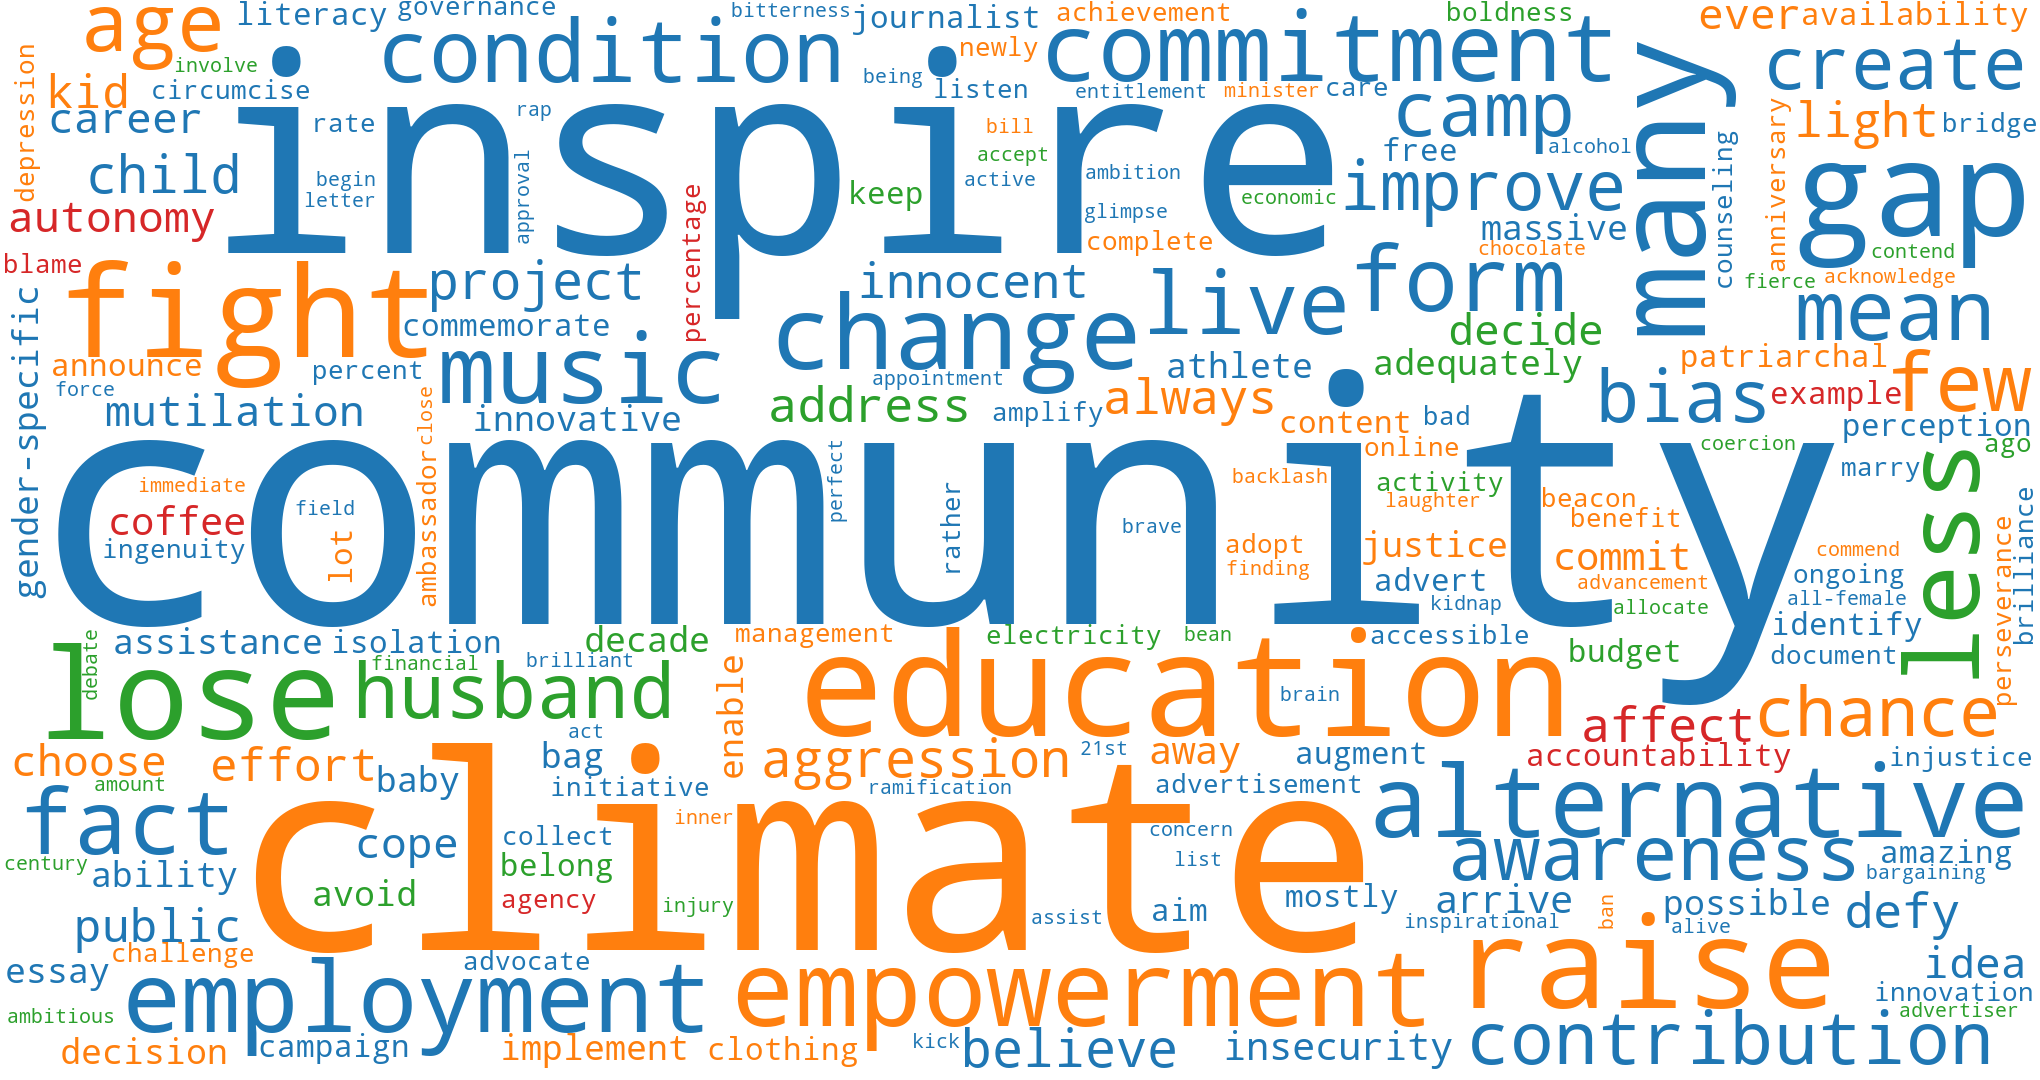 age
literacy
governance
bitterness
journalist
achievement
boldness
ever
availability
condition
commitment
newly
involve
kid
circumcise
depression
inspire
being
listen
entitlement
minister
care
camp
many
create
career
rate
rap
bill
free
alcohol
anniversary
light
bridge
child
begin
letter
approval
accept
active
ambition
improve
counseling
gap
autonomy
percentage
keep
glimpse
economic
massive
complete
chocolate
contend
blame
fight
project
innocent
live
form
fierce
acknowledge
mean
gender-specific
commemorate
music
change
decide
announce
percent
appointment
athlete
adequately
patriarchal
few
force
mutilation
ambassador
close
innovative
address
amplify
always
content
bad
bias
example
perception
community
perfect
online
coercion
marry
ago
less
immediate
coffee
field
lot
ingenuity
rather
brave
backlash
activity
laughter
beacon
benefit
adopt
finding
justice
advert
kidnap
commit
advancement
allocate
commend
ongoing
all-female
perseverance
brilliance
assistance
isolation
decade
management
electricity
bean
accessible
budget
identify
document
debate
lose
financial
husband
brilliant
enable
education
brain
affect
chance
choose
effort
act
bag
aggression
21st
away
augment
accountability
injustice
amount
baby
initiative
ramification
advertisement
fact
climate
inner
alternative
century
cope
collect
concern
list
awareness
amazing
ability
belong
bargaining
avoid
agency
injury
assist
aim
mostly
arrive
inspirational
ban
possible
alive
defy
public
challenge
essay
advocate
raise
idea
employment
empowerment
innovation
ambitious
advertiser
decision
campaign
implement
clothing
kick
believe
insecurity
contribution